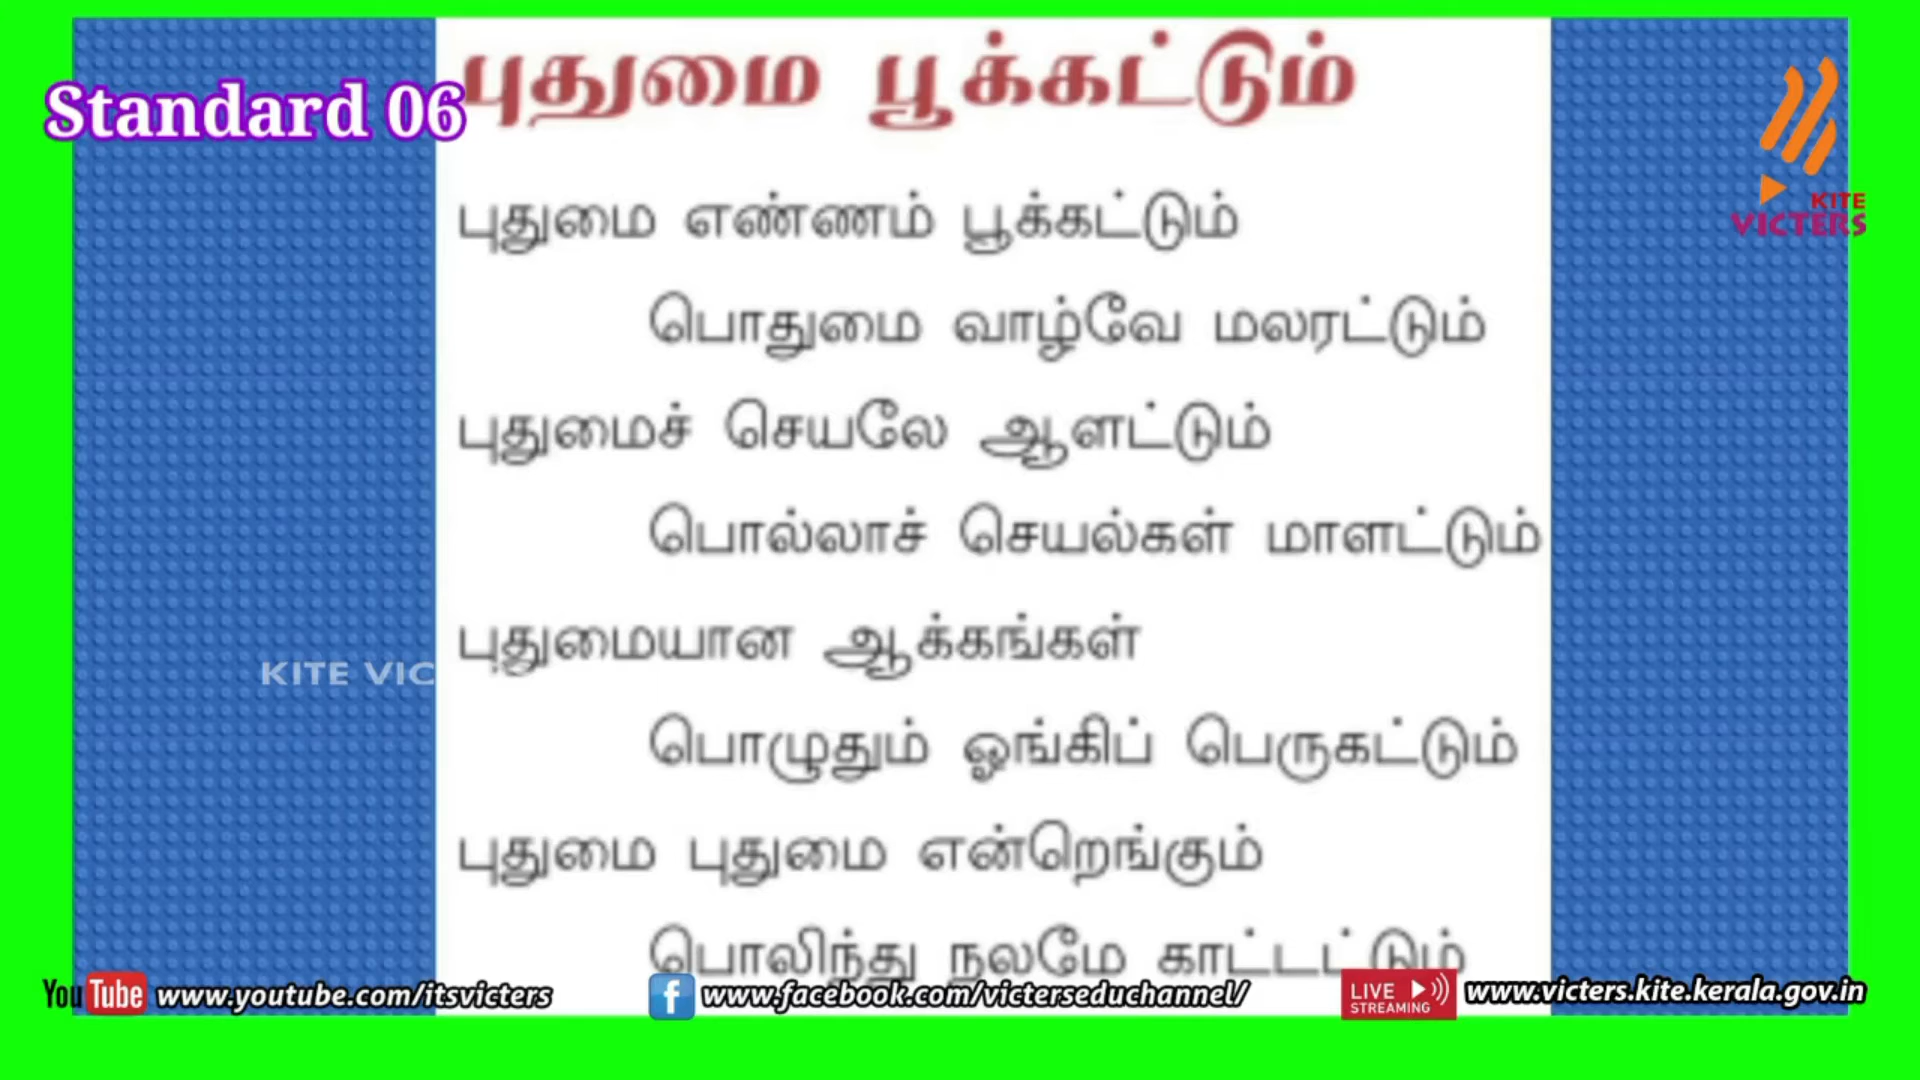 புதுமை பூக்கட்டும்
Standard 06
புதுமை எண்ணம் பூக்கட்டும்
பொதுமை வாழ்வே மலரட்டும்
புதுமைச் செயலே ஆளட்டும்
பொல்லாச் செயல்கள் மாளட்டும்
புதுமையான ஆக்கங்கள்
பொழுதும் ஓங்கிப் பெருகட்டும்
புதுமை புதுமை என்றெங்கும்
பொலிந்து நலமே காட்டட்டும்
KITE
VICTERS
KITE VIC
YouTube www.youtube.com/itsvicters
f www.facebook.com/victerseduchannel/
LIVE
STREAMING
www.victers.kite.kerala.gov.in